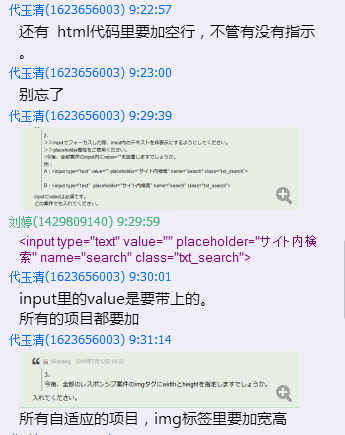 代玉清(1623656003) 9:22:57
还有 html代码里要加空行，不管有没有指示
。
代玉清(1623656003) 9:23:00
别忘了
代玉清(1623656003) 9:29:39
2.
>>inputでフォーカスした際、input内のテキストを非表示にするようにしてください。
>>placeholder属性をご使用ください。
↑今後、全部案件のinput内にvalue=""を設置しますでしょうか。
例：
A：<input type="text" value="" placeholder="サイト内検索" name="search" class="txt_search">
B：<input type="text" placeholder="サイト内検索" name="search" class="txt_search">
inputにvalueは必須です。
どの案件でも入れてください。
刘婷(1429809140) 9:29:59
<input type="text" value="" placeholder="サイト内検
索" name="search" class="txt_search">
代玉清(1623656003) 9:30:01
input里的value是要带上的。
所有的项目都要加
代玉清(1623656003) 9:31:14
2016年7月12日 09:22
3.
今後、全部のレスポンシブ案件のimgタグにwidthとheightを指定しますでしょうか。
入れてください。
所有自适应的项目，img标签里要加宽高